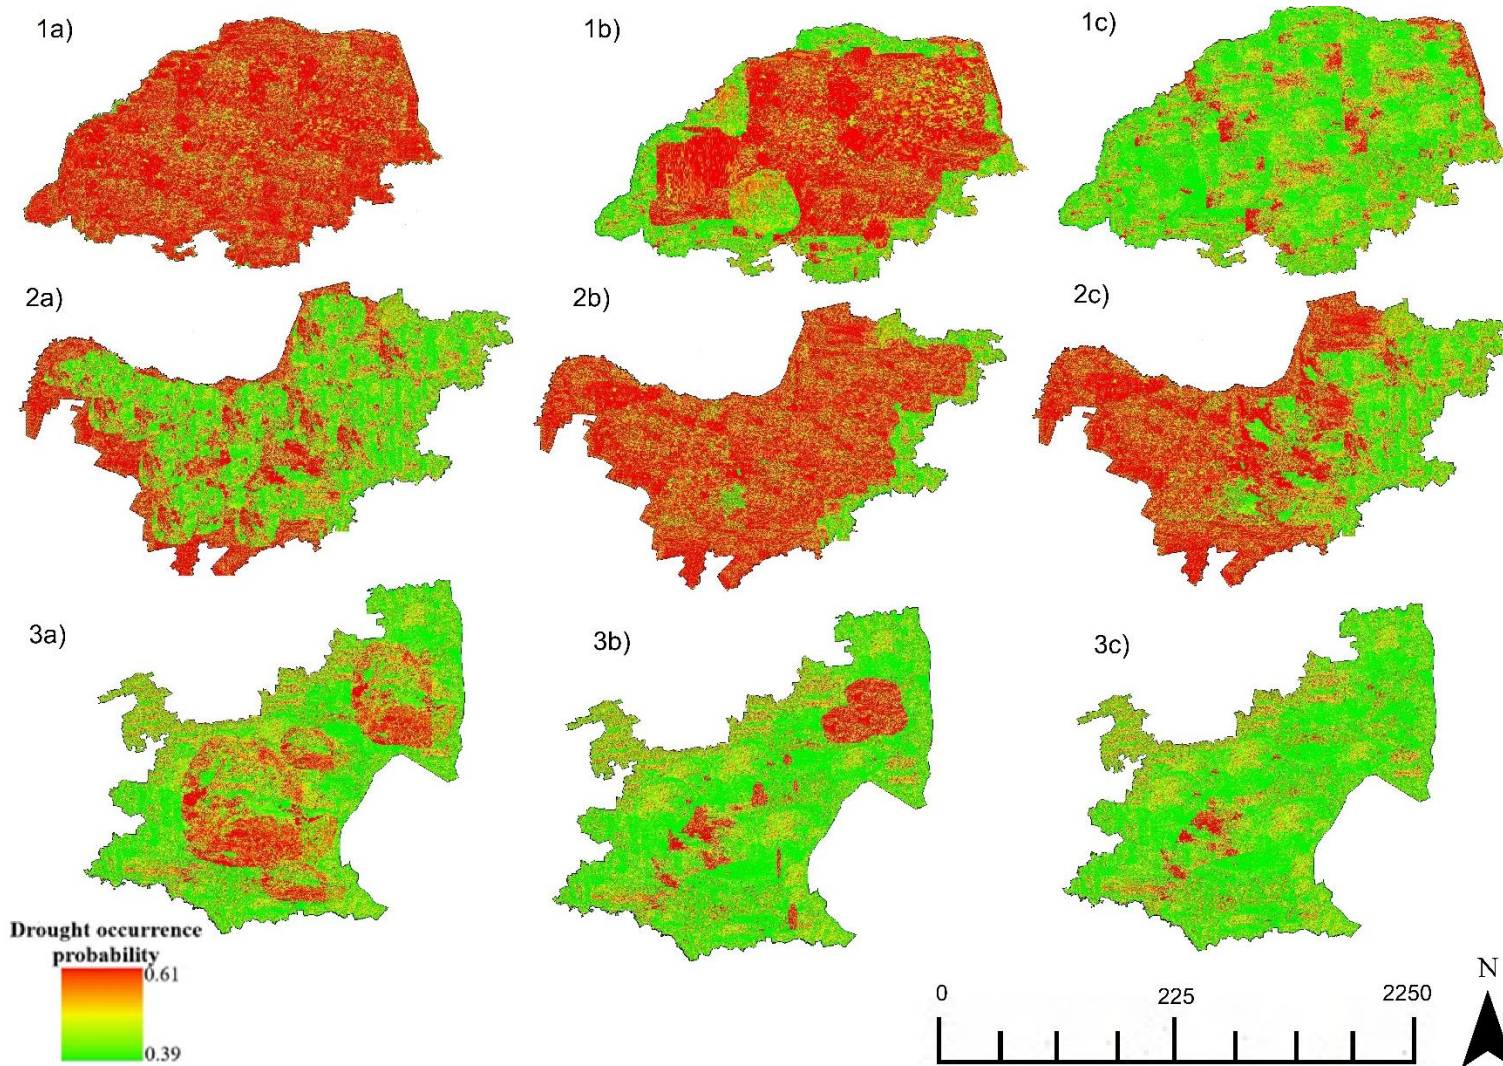 1a)
1b)
1c)
2a)
2b)
2c)
3a)
3b)
3c)
Drought occurrence
probability
0.61
0.39
0
225
2250
N